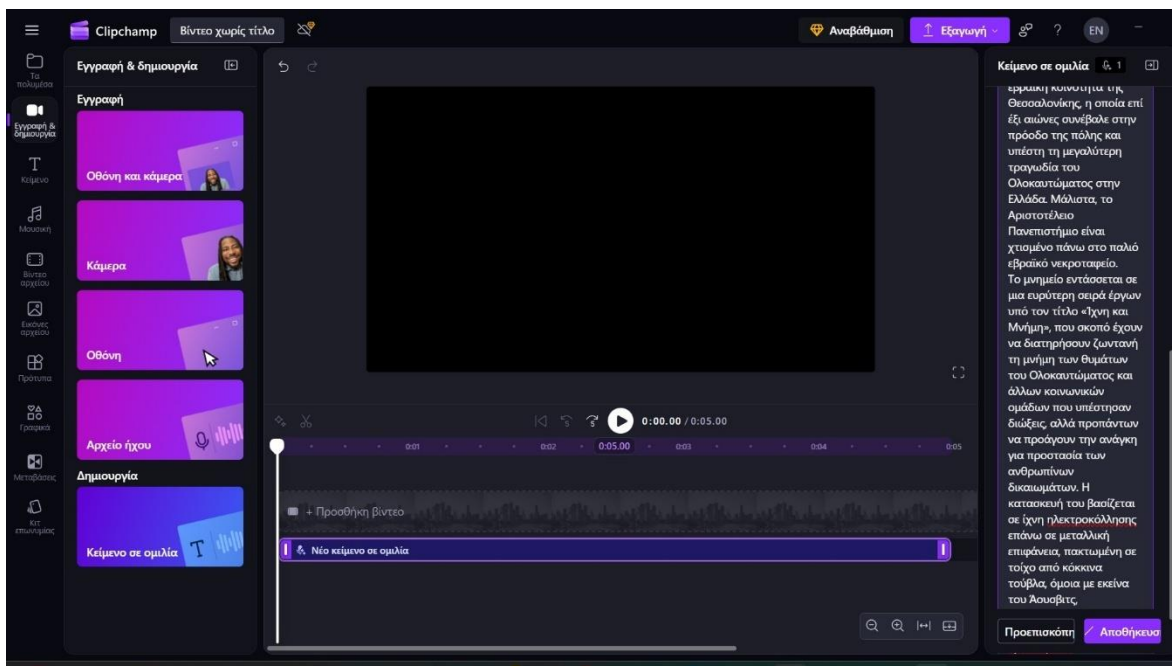 Clipchamp
Βίντεο χωρίς τίτλο
Αναβάθμιση
Εξαγωγή
?
EN
Τα
πολυμέσα
Εγγραφή &
δημιουργία
Κείμενο
Μουσική
Βίντεο
αρχείου
Εικόνες
αρχείου
Πρότυπα
Γραφικά
Μεταβάσεις
Κιτ
επωνυμίας
Εγγραφή & δημιουργία
Εγγραφή
Οθόνη και κάμερα
Κάμερα
Οθόνη
Αρχείο ήχου
Δημιουργία
Κείμενο σε ομιλία
T
0:00.00 / 0:05.00
0:01
0:02
0:05.00
0:03
0:04
0:05
+ Προσθήκη βίντεο
Νέο κείμενο σε ομιλία
Κείμενο σε ομιλία
1
εβραϊκή κοινότητα της
Θεσσαλονίκης, η οποία επί
έξι αιώνες συνέβαλε στην
πρόοδο της πόλης και
υπέστη τη μεγαλύτερη
τραγωδία του
Ολοκαυτώματος στην
Ελλάδα. Μάλιστα, το
Αριστοτέλειο
Πανεπιστήμιο είναι
χτισμένο πάνω στο παλιό
εβραϊκό νεκροταφείο.
Το μνημείο εντάσσεται σε
μια ευρύτερη σειρά έργων
υπό τον τίτλο «Ίχνη και
Μνήμη», που σκοπό έχουν
να διατηρήσουν ζωντανή
τη μνήμη των θυμάτων
του Ολοκαυτώματος και
άλλων κοινωνικών
ομάδων που υπέστησαν
διώξεις, αλλά προπάντων
να προάγουν την ανάγκη
για προστασία των
ανθρωπίνων
δικαιωμάτων. Η
κατασκευή του βασίζεται
σε ίχνη ηλεκτροκόλλησης
επάνω σε μεταλλική
επιφάνεια, πακτωμένη σε
τοίχο από κόκκινα
τούβλα, όμοια με εκείνα
του Άουσβιτς,
Προεπισκόπη
Αποθήκευσ